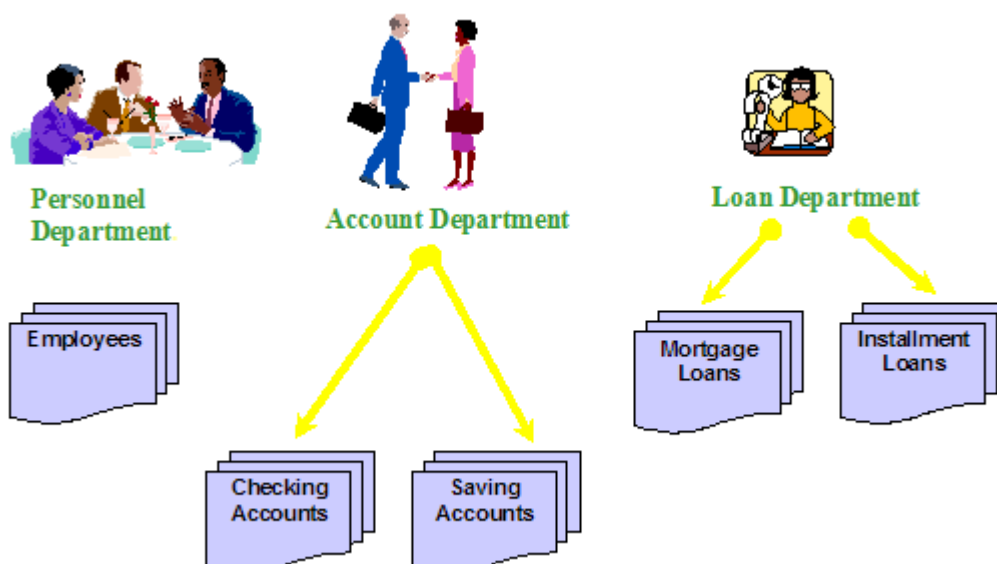 Personnel
Department
Account Department
Loan Department
Employees
Mortgage
Loans
Installment
Loans
Checking
Accounts
Saving
Accounts